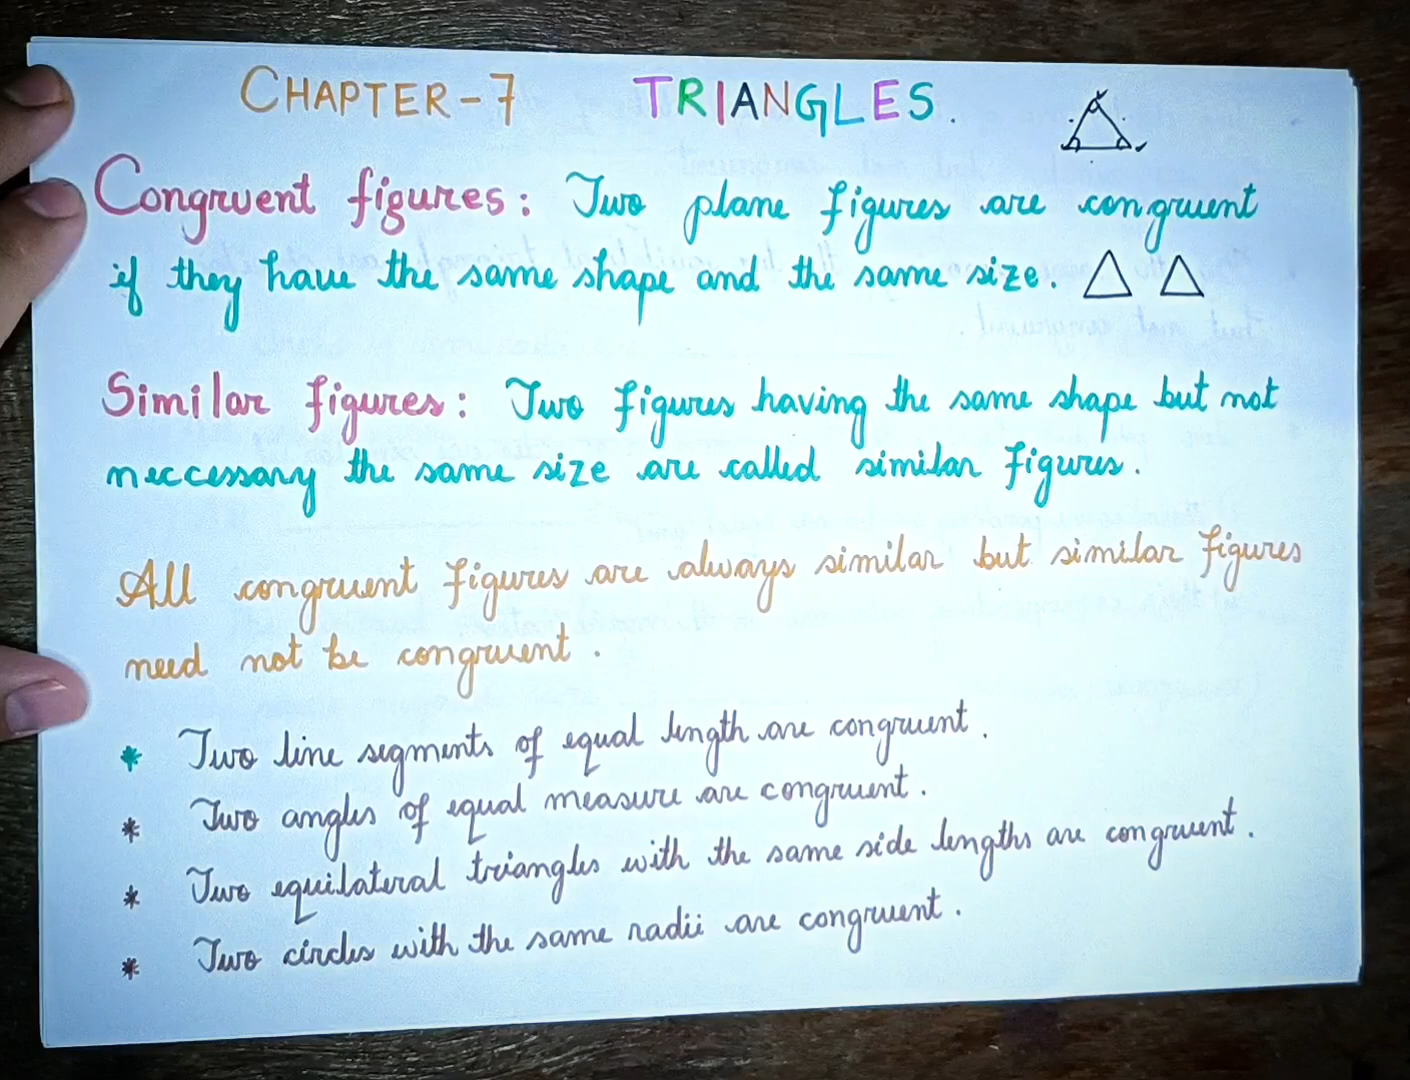 CHAPTER-7 TRIANGLES.
Congruent figures: Two plane figures are congruent
if they have the same shape and the same size.
Similar figures: Two figures having the same shape but not
neccessary the same size are called similar figures.
All congruent figures are always similar but similar figures
need not be congruent.
* Two line segments of equal length are congruent.
* Two angles of equal measure are congruent.
* Two equilateral triangles with the same side lengths are congruent.
* Two circles with the same radii are congruent.